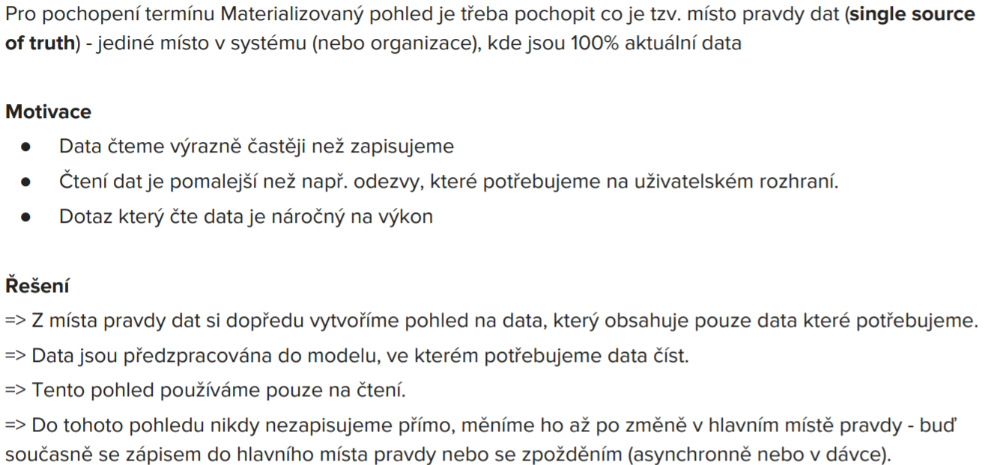 Pro pochopení termínu Materializovaný pohled je třeba pochopit co je tzv. místo pravdy dat (single source
of truth) - jediné místo v systému (nebo organizace), kde jsou 100% aktuální data
Motivace
● Data čteme výrazně častěji než zapisujeme
● Čtení dat je pomalejší než např. odezvy, které potřebujeme na uživatelském rozhraní.
● Dotaz který čte data je náročný na výkon
Řešení
=> Z místa pravdy dat si dopředu vytvoříme pohled na data, který obsahuje pouze data které potřebujeme.
=> Data jsou předzpracována do modelu, ve kterém potřebujeme data číst.
=> Tento pohled používáme pouze na čtení.
=> Do tohoto pohledu nikdy nezapisujeme přímo, měníme ho až po změně v hlavním místě pravdy - buď
současně se zápisem do hlavního místa pravdy nebo se zpožděním (asynchronně nebo v dávce).